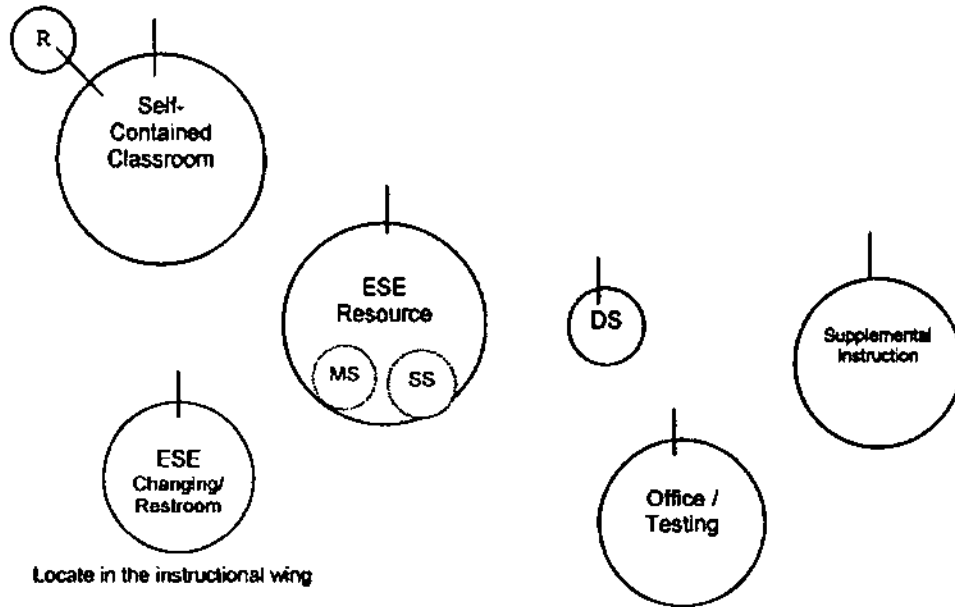 R
Self-
Contained
Classroom
ESE
Resource
MS
SS
DS
Supplemental
Instruction
ESE
Changing/
Restroom
Office /
Testing
Locate in the instructional wing